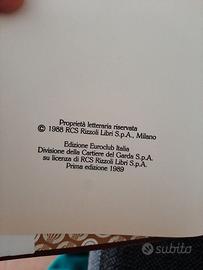 Proprietà letteraria riservata
© 1988 RCS Rizzoli Libri S.p.A., Milano
Edizione Euroclub Italia
Divisione della Cartiere del Garda S.p.A.
su licenza di RCS Rizzoli Libri S.p.A.
Prima edizione 1989
subito